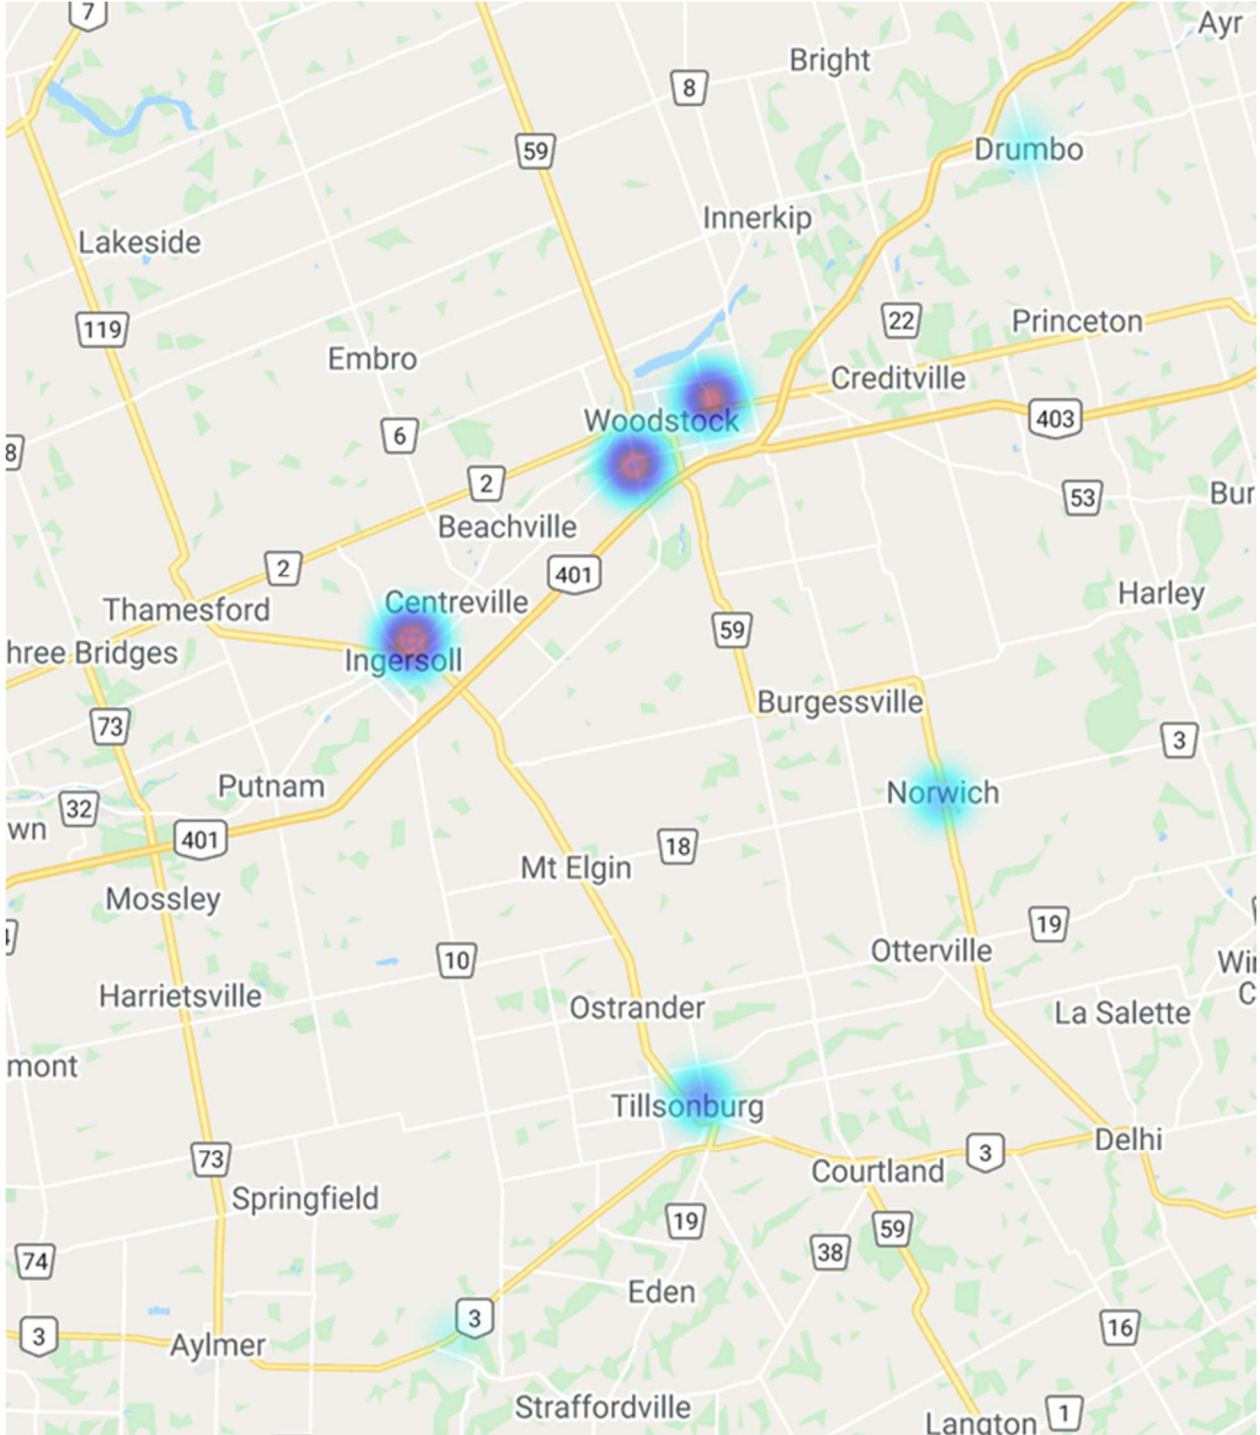 7
Ayr
Bright
8
59
Drumbo
Innerkip
Lakeside
119
22
Princeton
Embro
Creditville
6
Woodstock
403
8
2
53
Bur
Beachville
2
401
Harley
Centreville
Thamesford
59
hree Bridges
Ingersoll
Burgessville
73
3
Putnam
Norwich
32
wn
401
18
Mt Elgin
Mossley
19
Otterville
10
Harrietsville
Ostrander
La Salette
C
mont
Tillsonburg
Delhi
73
3
Courtland
Springfield
19
59
38
74
Eden
3
3
16
Aylmer
Straffordville
1
Langton